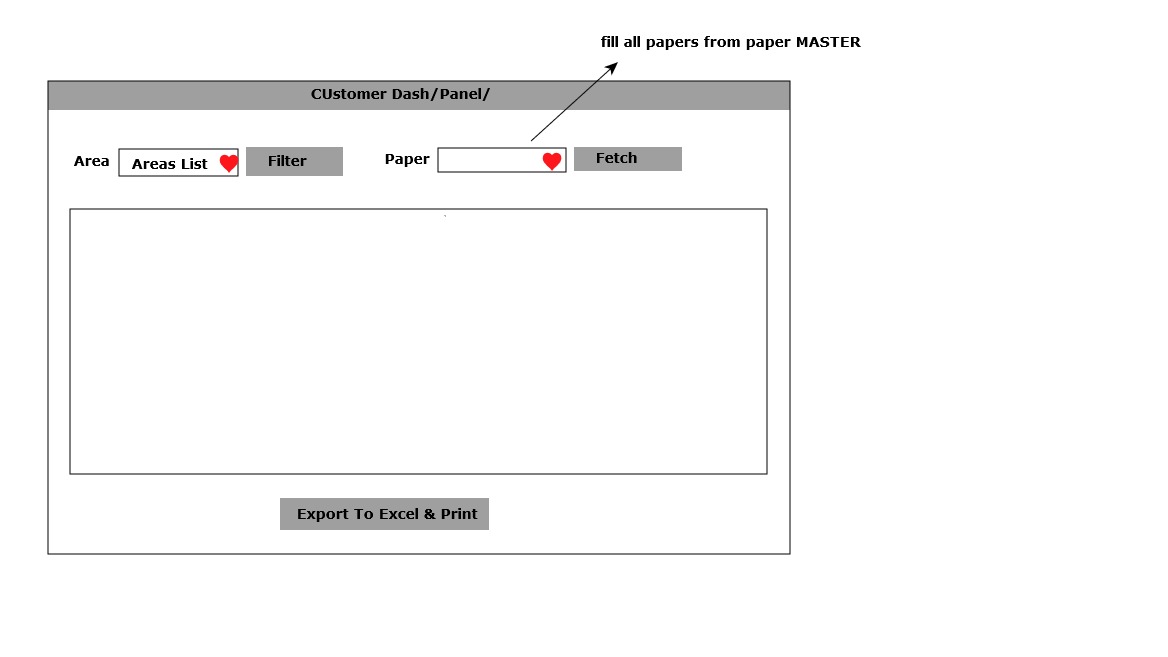 fill all papers from paper MASTER
CUstomer Dash/Panel/
Area
Areas List
Filter
Paper
Fetch
Export To Excel & Print